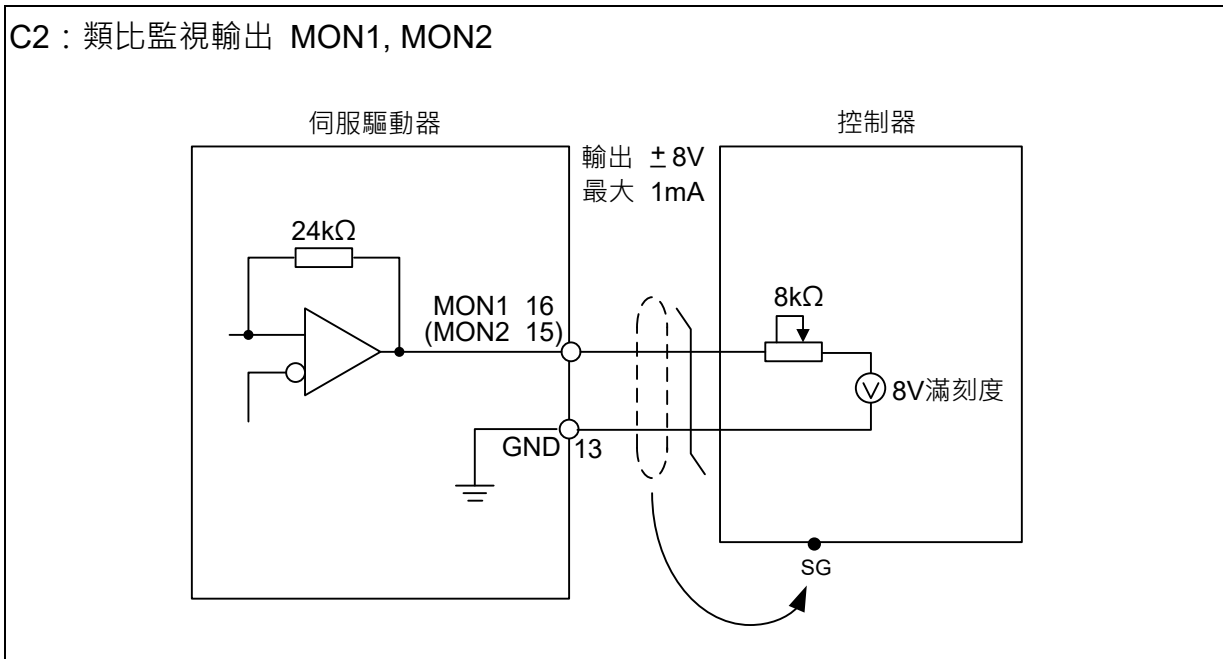 C2：類比監視輸出 MON1, MON2
伺服驅動器
控制器
輸出 ±8V
最大 1mA
24kΩ
MON1 16
(MON2 15)
8kΩ
V
8V滿刻度
GND 13
SG